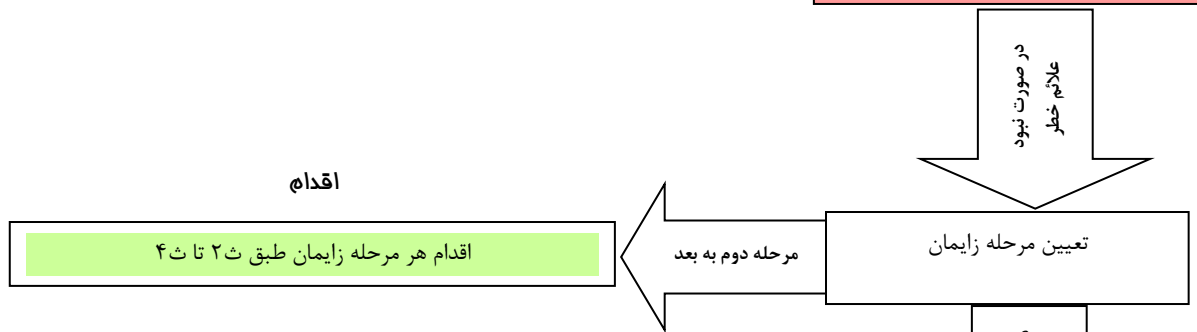 در صورت نبود
علائم خطر
اقدام
تعیین مرحله زایمان
مرحله دوم به بعد
اقدام هر مرحله زایمان طبق ث۲ تا ث۴